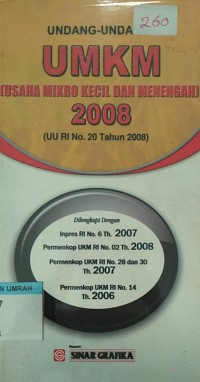 260
UNDANG-UNDA
UMKM
(USAHA MIKRO KECIL DAN MENENGAH)
2008
(UU RI No. 20 Tahun 2008)
Dilengkapi Dengan
Inpres RI No. 6 Th. 2007
Permenkop UKM RI No. 02 Th. 2008
Permenkop UKM RI No. 28 dan 30
Th. 2007
Permenkop UKM RI No. 14
Th. 2006
N UMRAH
7
SINAR GRAFIKA